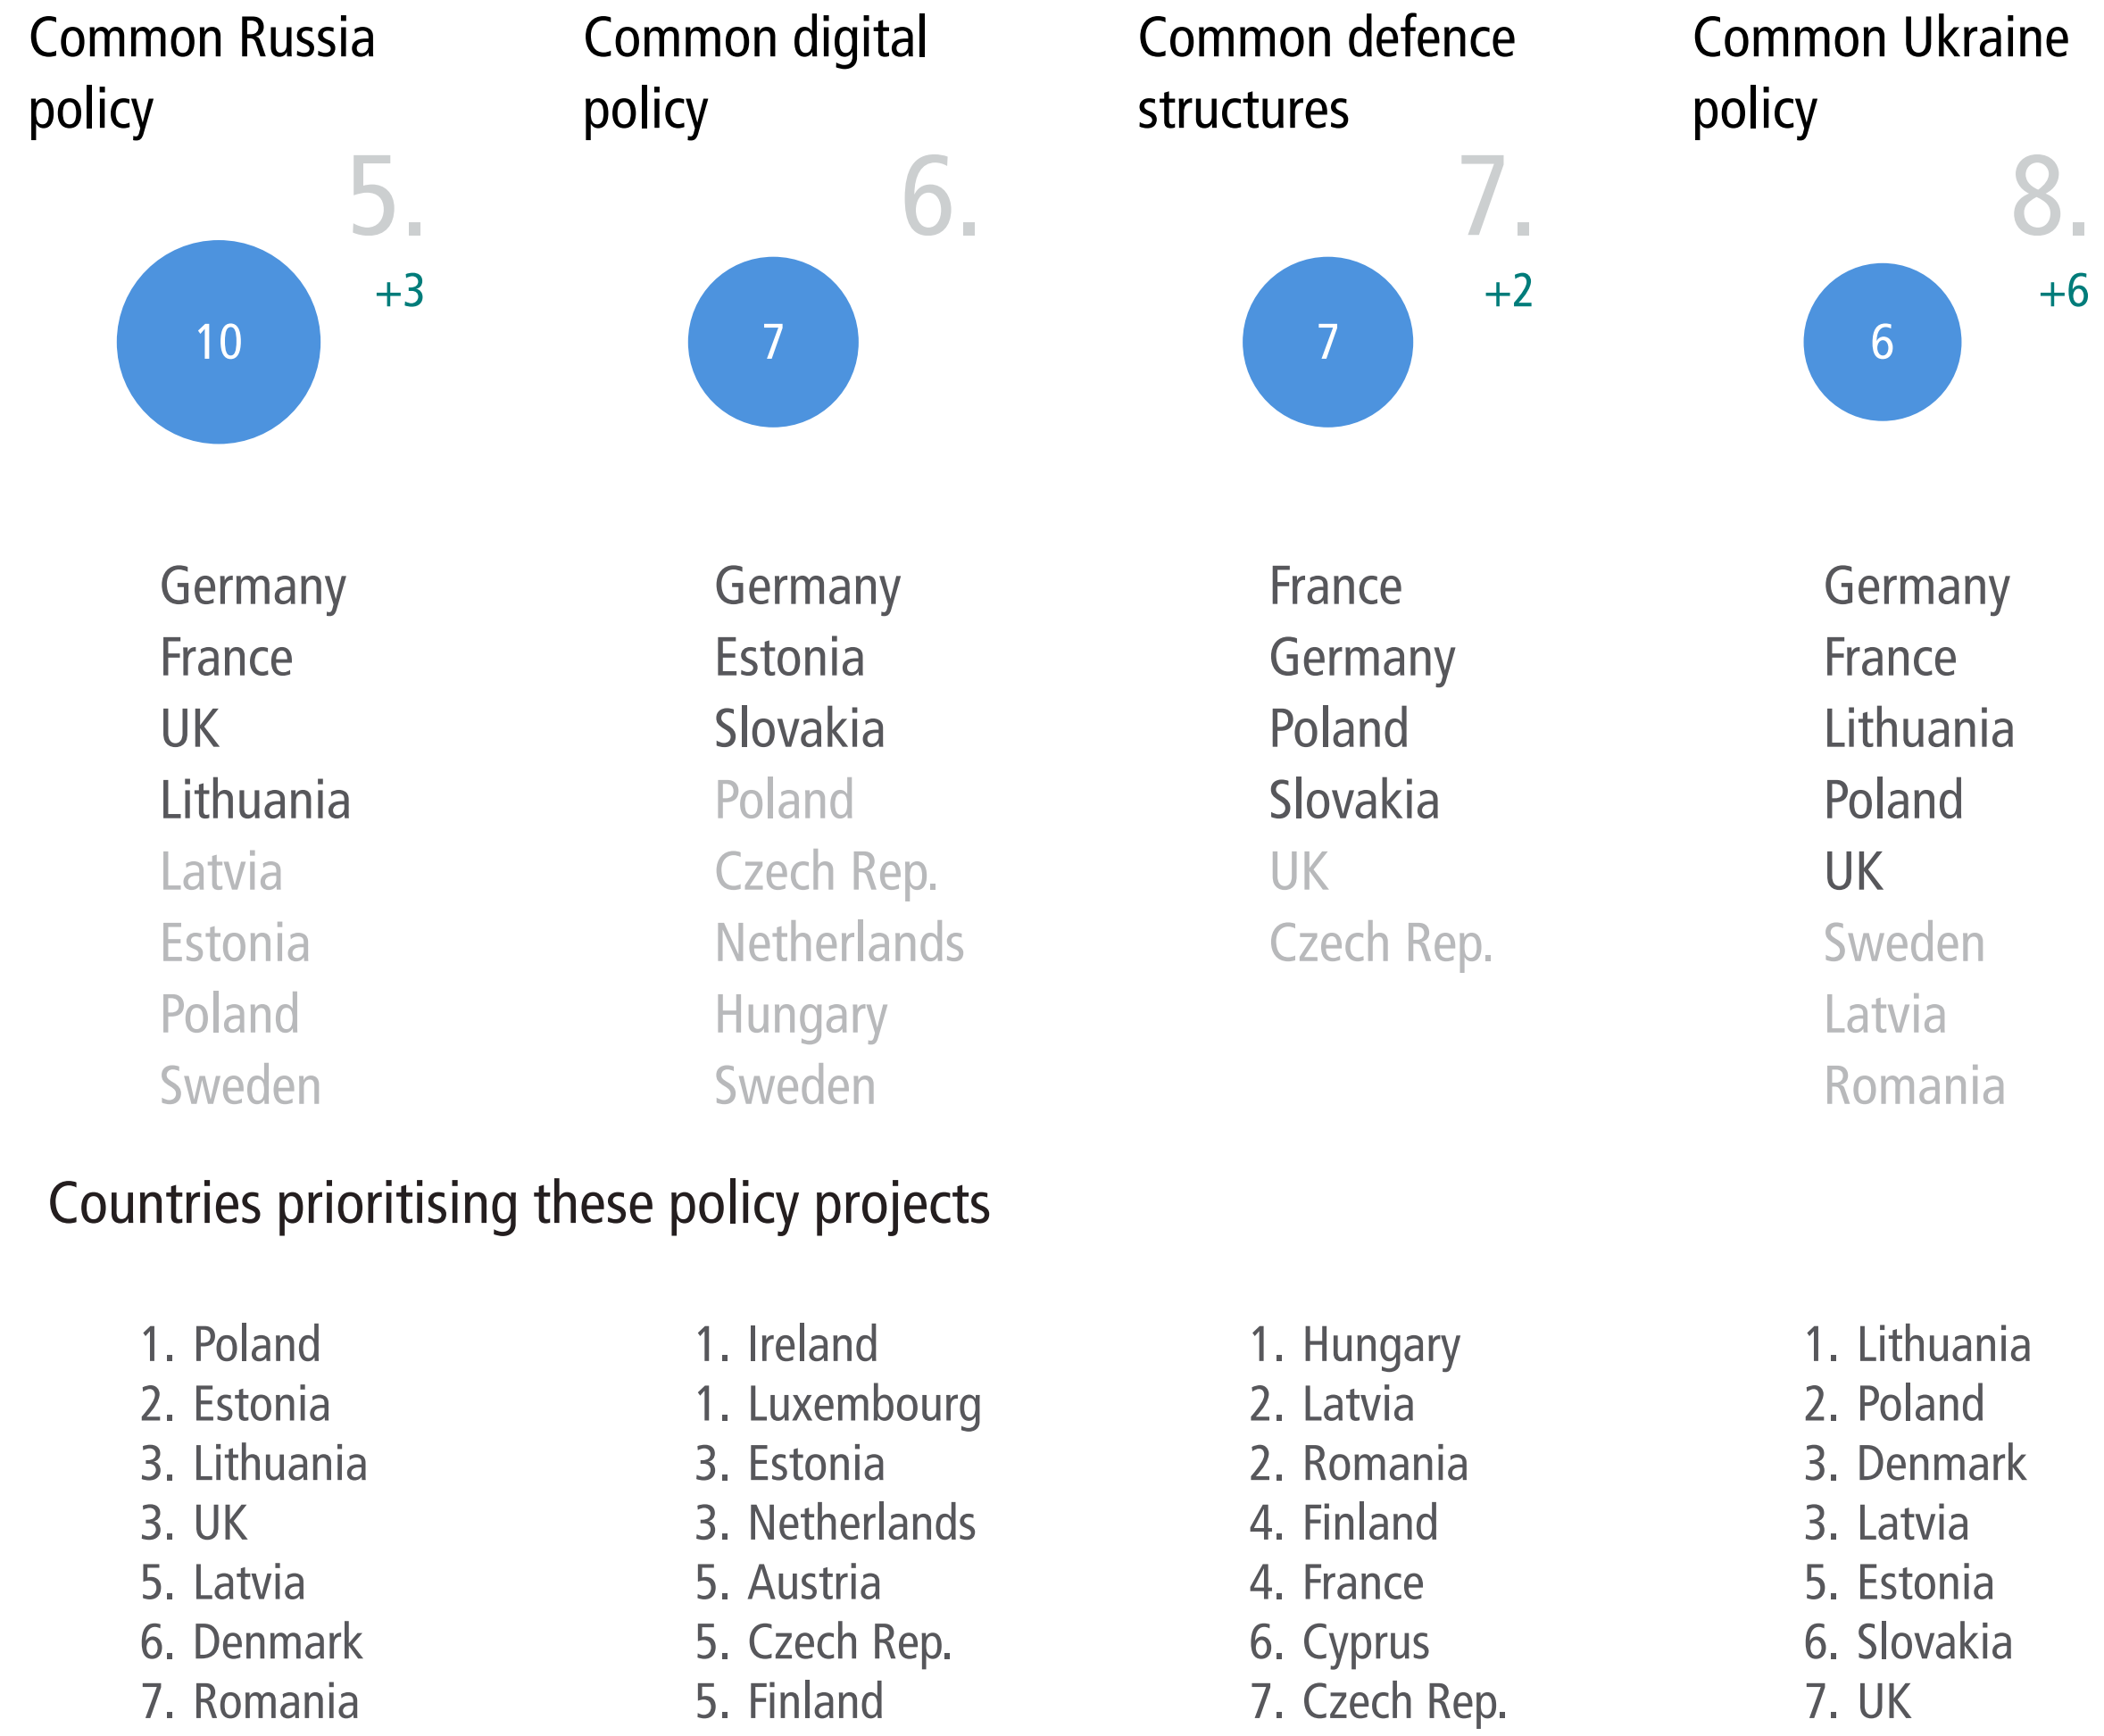 Common Russia
policy
5.
+3
10
Germany
France
UK
Lithuania
Latvia
Estonia
Poland
Sweden
Common digital
policy
6.
7
Germany
Estonia
Slovakia
Poland
Czech Rep.
Netherlands
Hungary
Sweden
Common defence
structures
7.
+2
7
France
Germany
Poland
Slovakia
UK
Czech Rep.
Common Ukraine
policy
8.
+6
6
Germany
France
Lithuania
Poland
UK
Sweden
Latvia
Romania
Countries prioritising these policy projects
1. Poland
2. Estonia
3. Lithuania
3. UK
5. Latvia
6. Denmark
7. Romania
1. Ireland
1. Luxembourg
3. Estonia
3. Netherlands
5. Austria
5. Czech Rep.
5. Finland
1. Hungary
2. Latvia
2. Romania
4. Finland
4. France
6. Cyprus
7. Czech Rep.
1. Lithuania
2. Poland
3. Denmark
3. Latvia
5. Estonia
6. Slovakia
7. UK